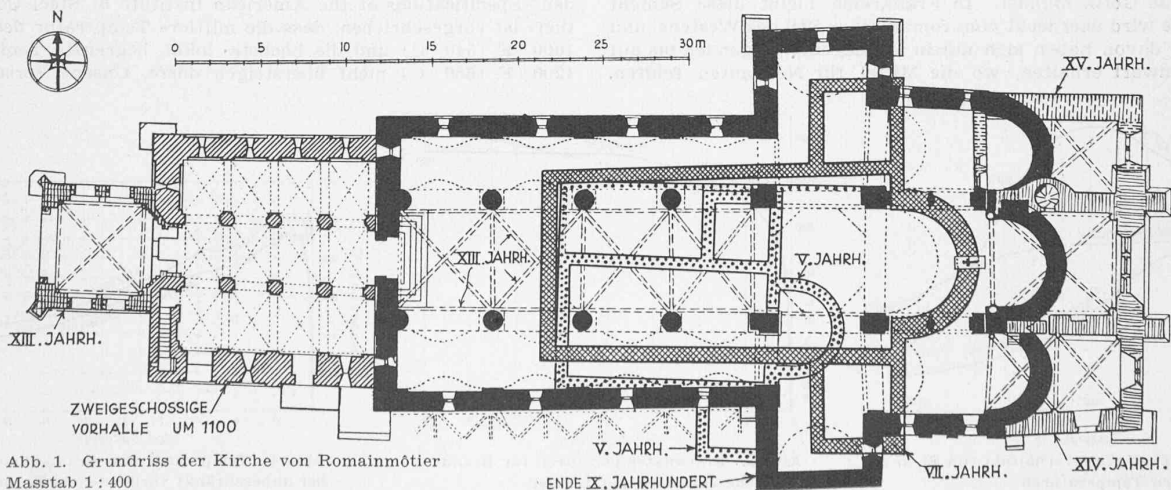 N
0 5 10 15 20 25 30 m
XV. JAHRH.
XIII. JAHRH.
V. JAHRH.
XIII. JAHRH.
ZWEIGESCHOSSIGE
VORHALLE UM 1100
V. JAHRH.
VII. JAHRH.
XIV. JAHRH.
ENDE X. JAHRHUNDERT
Abb. 1. Grundriss der Kirche von Romainmôtier
Masstab 1 : 400